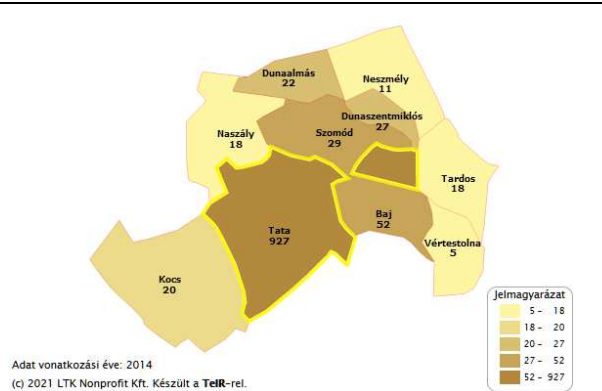 Dunaalmás
22
Neszmély
11
Dunaszentmiklós
27
Naszály
18
Szomód
29
Tardos
18
Baj
52
Tata
927
Vértestolna
5
Kocs
20
Jelmagyarázat
5 - 18
18 - 20
20 - 27
27 - 52
52 - 927
Adat vonatkozási éve: 2014
(c) 2021 LTK Nonprofit Kft. Készült a TeIR-rel.